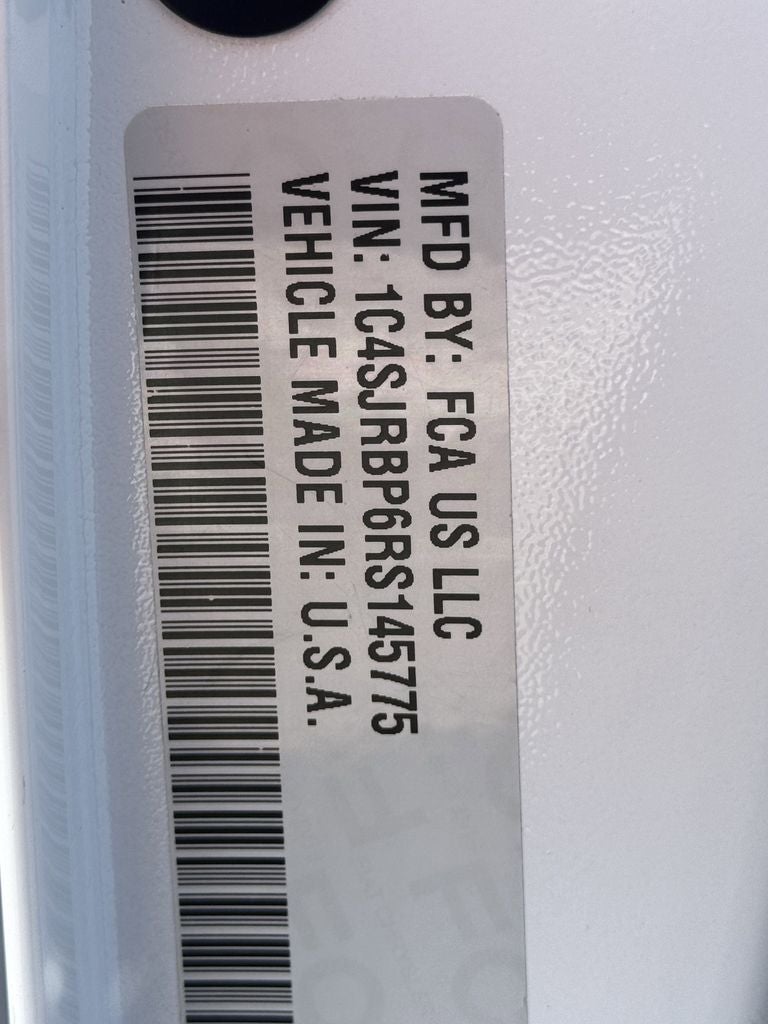 MFD BY: FCA US LLC
VIN: 1C4SJRBP6RS145775
VEHICLE MADE IN: U.S.A.